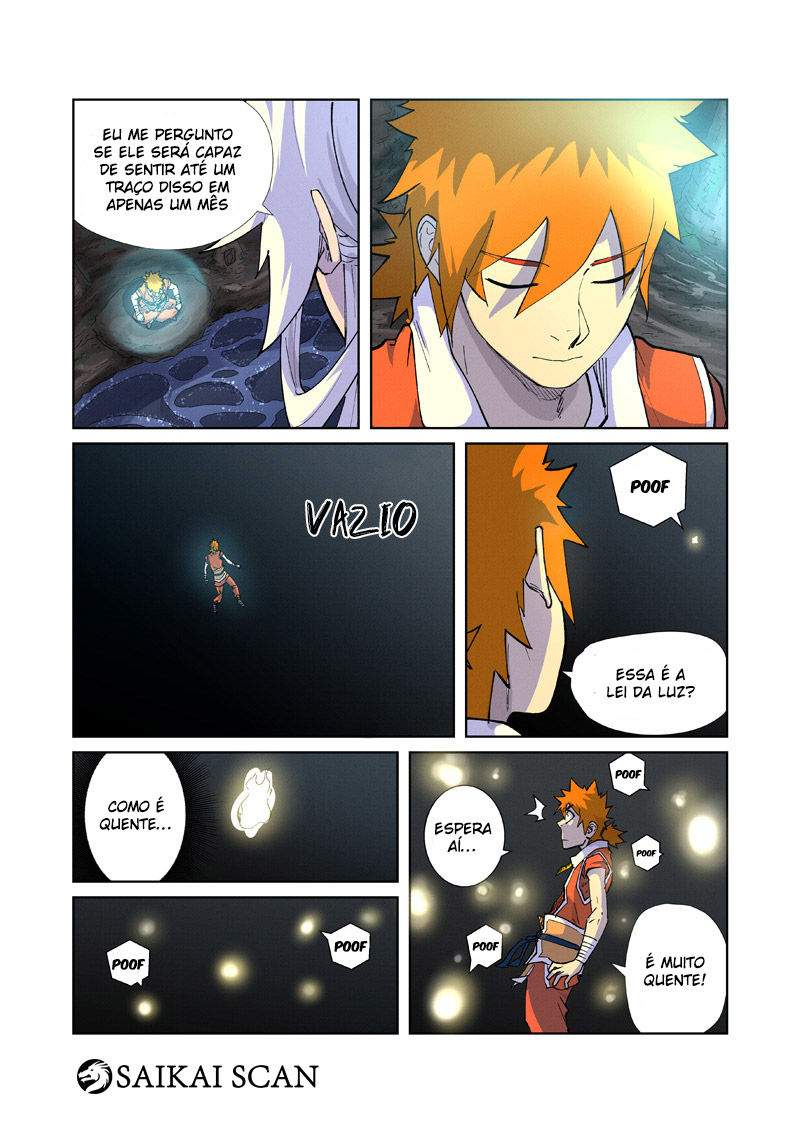 EU ME PERGUNTO
SE ELE SERÁ CAPAZ
DE SENTIR ATÉ UM
TRAÇO DISSO EM
APENAS UM MÊS
VAZIO
POOF
ESSA É A
LEI DA LUZ?
COMO É
QUENTE...
POOF
POOF
ESPERA
AÍ...
POOF
POOF
POOF
É MUITO
QUENTE!
SAIKAI SCAN